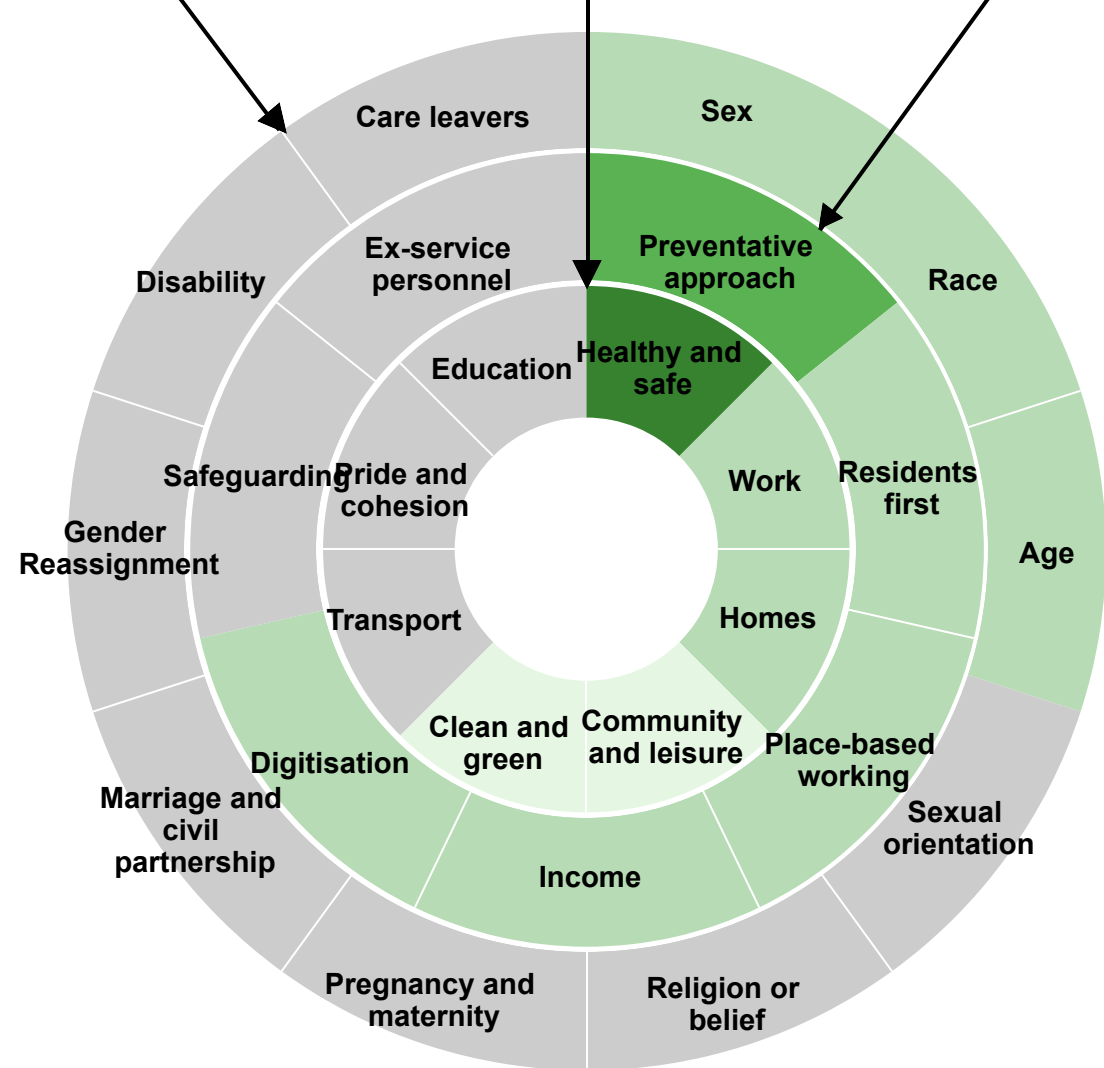 Care leavers
Sex
Race
Age
Sexual
orientation
Religion or
belief
Pregnancy and
maternity
Marriage and
civil
partnership
Gender
Reassignment
Disability
Ex-service
personnel
Preventative
approach
Residents
first
Place-based
working
Income
Digitisation
Safeguarding
Education
Healthy and
safe
Work
Homes
Community
and leisure
Clean and
green
Transport
Pride and
cohesion